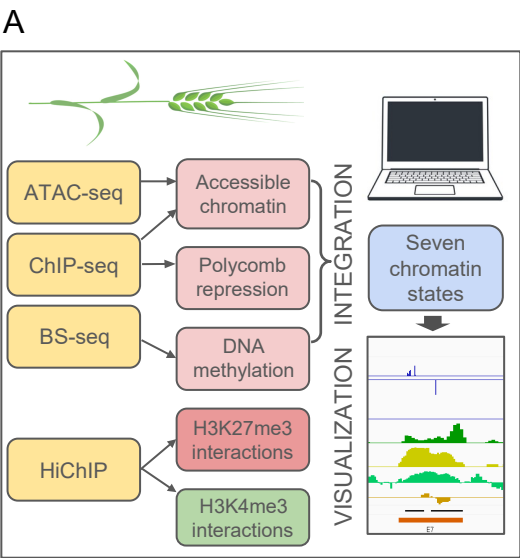 A
ATAC-seq
Accessible
chromatin
ChIP-seq
Polycomb
repression
BS-seq
DNA
methylation
HiChIP
H3K27me3
interactions
H3K4me3
interactions
INTEGRATION
VISUALIZATION
Seven
chromatin
states
E7